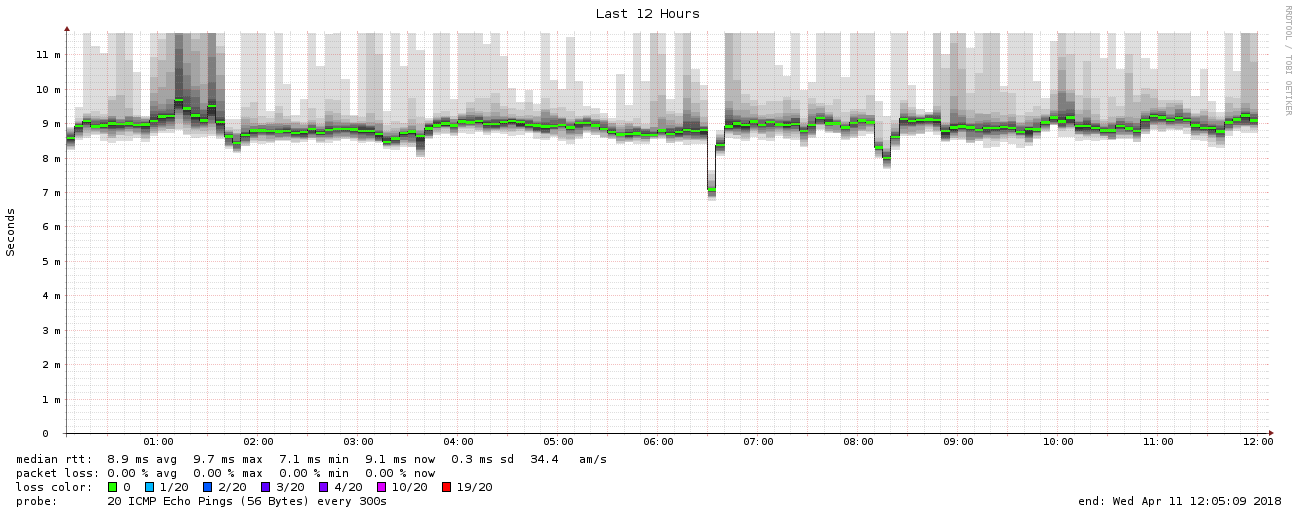 Last 12 Hours
RRDTOOL / TOBI OETIKER
Seconds
11 m
10 m
9 m
8 m
7 m
6 m
5 m
4 m
3 m
2 m
1 m
0
01:00 02:00 03:00 04:00 05:00 06:00 07:00 08:00 09:00 10:00 11:00 12:00
median rtt: 8.9 ms avg 9.7 ms max 7.1 ms min 9.1 ms now 0.3 ms sd 34.4 am/s
packet loss: 0.00 % avg 0.00 % max 0.00 % min 0.00 % now
loss color: 0 1/20 2/20 3/20 4/20 10/20 19/20
probe: 20 ICMP Echo Pings (56 Bytes) every 300s end: Wed Apr 11 12:05:09 2018